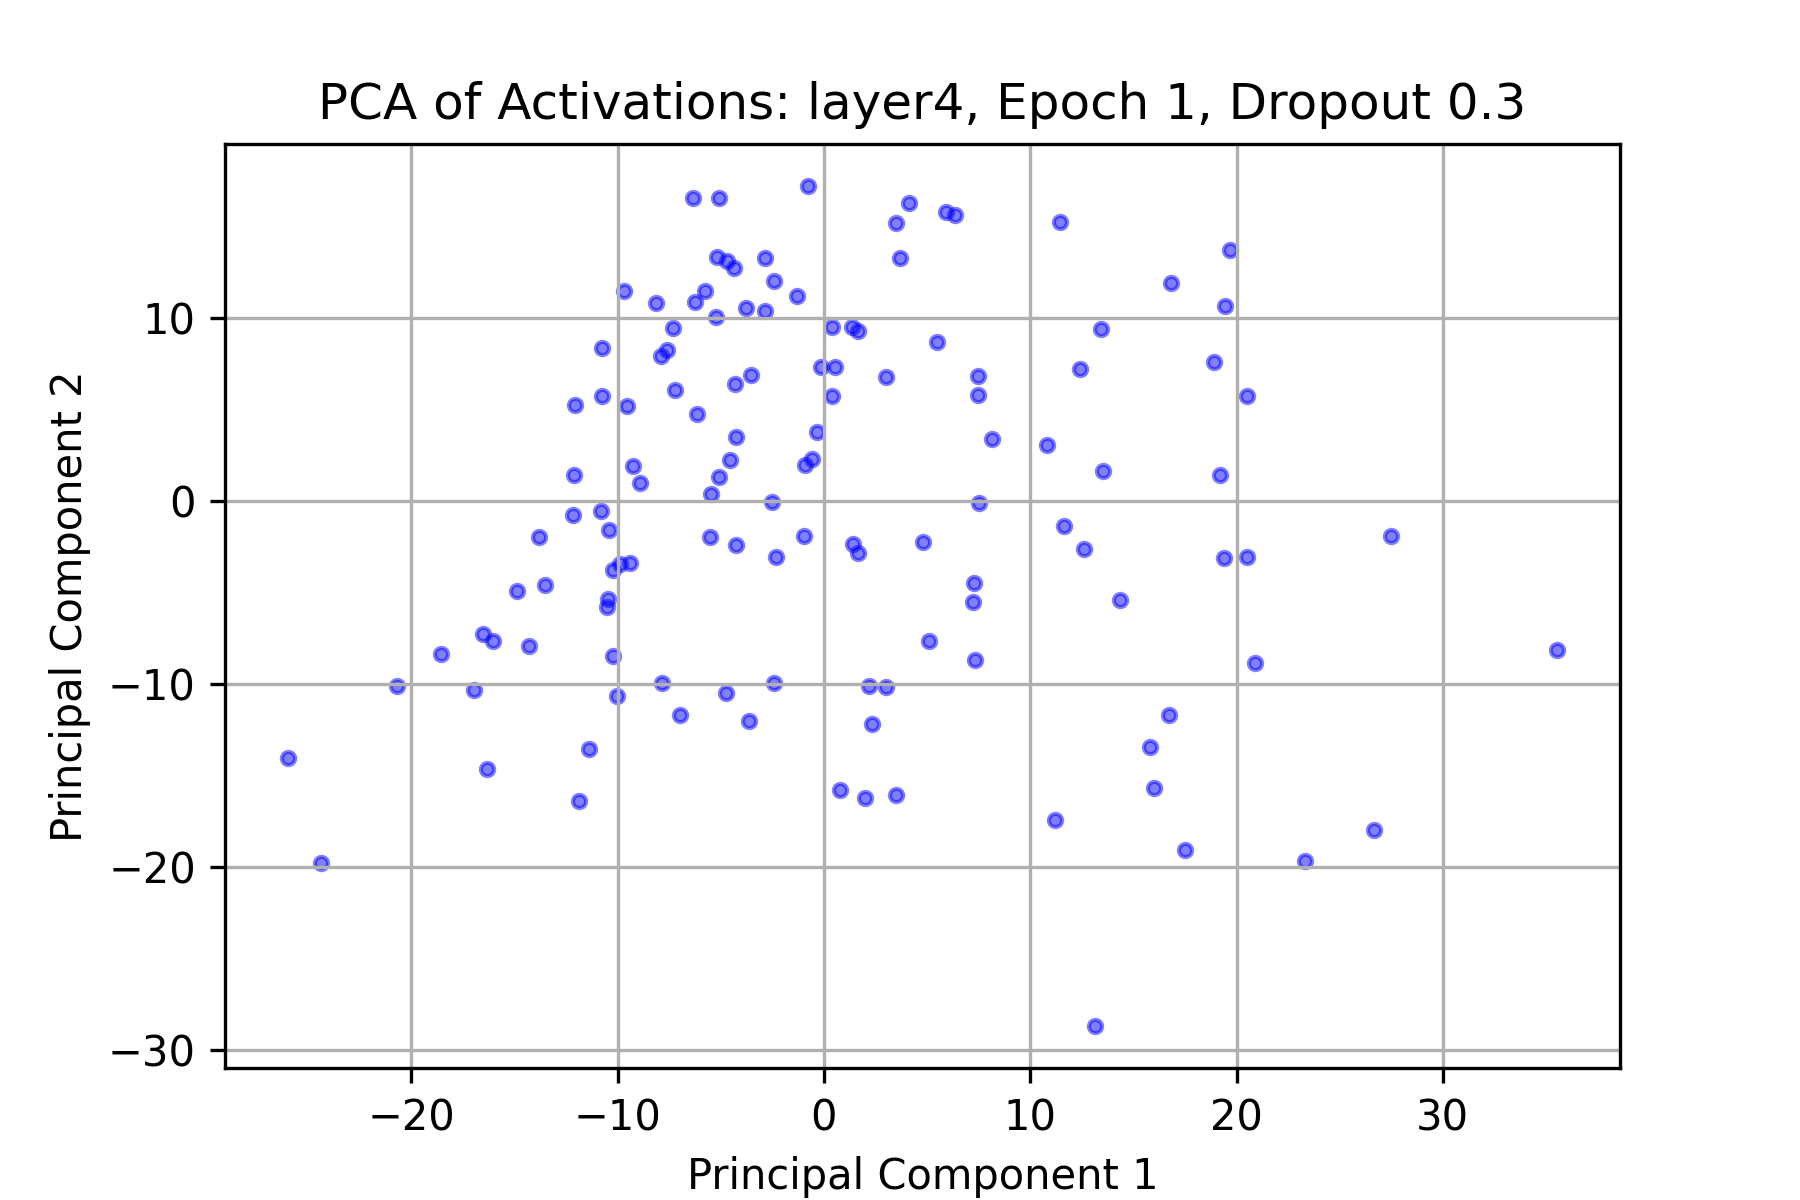 PCA of Activations: layer4, Epoch 1, Dropout 0.3
Principal Component 2
10
0
−10
−20
−30
−20 −10 0 10 20 30
Principal Component 1